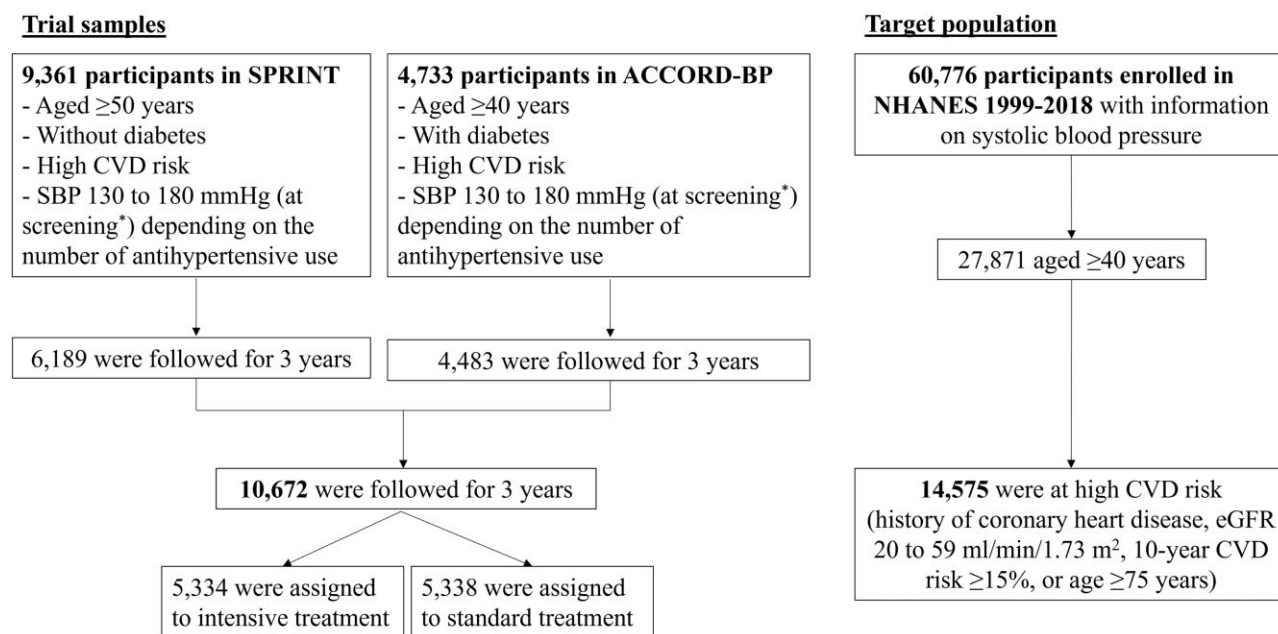 Trial samples
9,361 participants in SPRINT
- Aged ≥50 years
- Without diabetes
- High CVD risk
- SBP 130 to 180 mmHg (at
screening*) depending on the
number of antihypertensive use
4,733 participants in ACCORD-BP
- Aged ≥40 years
- With diabetes
- High CVD risk
- SBP 130 to 180 mmHg (at screening*)
depending on the number of
antihypertensive use
6,189 were followed for 3 years
4,483 were followed for 3 years
10,672 were followed for 3 years
5,334 were assigned
to intensive treatment
5,338 were assigned
to standard treatment
Target population
60,776 participants enrolled in
NHANES 1999-2018 with information
on systolic blood pressure
27,871 aged ≥40 years
14,575 were at high CVD risk
(history of coronary heart disease, eGFR
20 to 59 ml/min/1.73 m², 10-year CVD
risk ≥15%, or age ≥75 years)